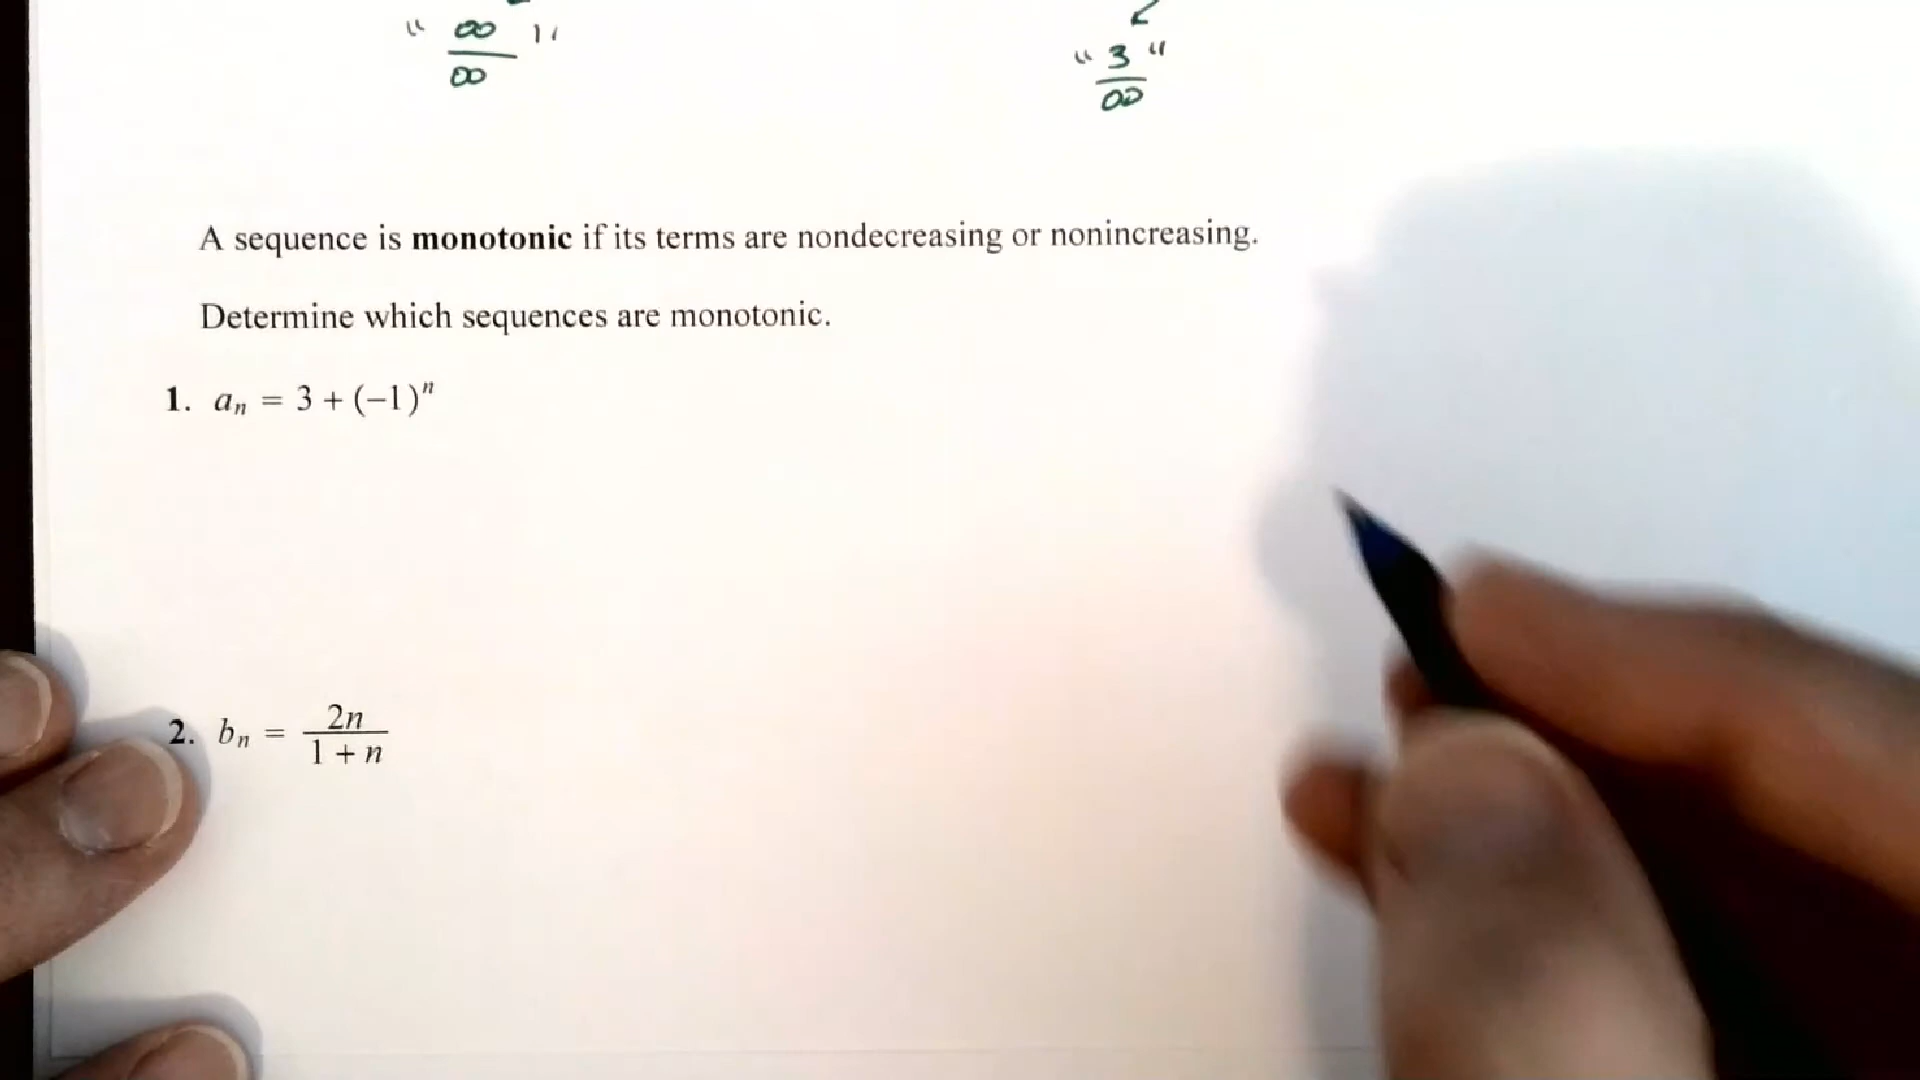 “ ∞/∞ ” “ 3/∞ “
A sequence is monotonic if its terms are nondecreasing or nonincreasing.
Determine which sequences are monotonic.
1. aₙ = 3 + (−1)ⁿ
2. bₙ = 2n/(1 + n)